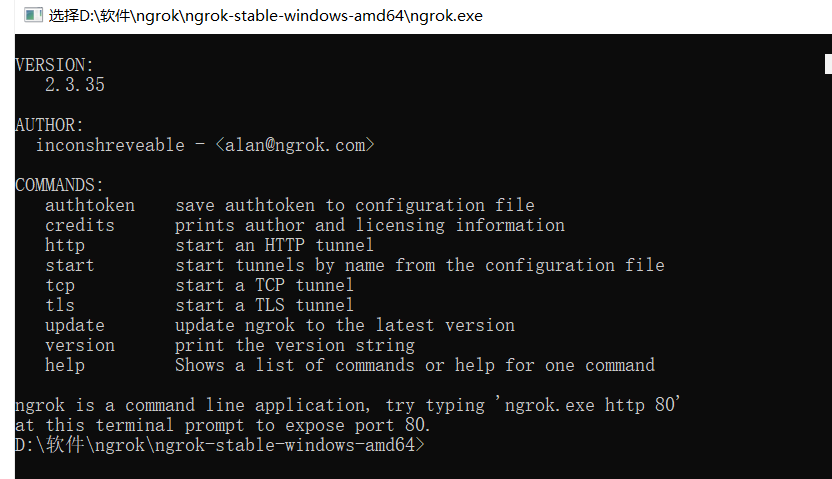 选择D:\软件\ngrok\ngrok-stable-windows-amd64\ngrok.exe
VERSION:
2.3.35
AUTHOR:
inconshreveable - <alan@ngrok.com>
COMMANDS:
authtoken save authtoken to configuration file
credits prints author and licensing information
http start an HTTP tunnel
start start tunnels by name from the configuration file
tcp start a TCP tunnel
tls start a TLS tunnel
update update ngrok to the latest version
version print the version string
help Shows a list of commands or help for one command
ngrok is a command line application, try typing 'ngrok.exe http 80'
at this terminal prompt to expose port 80.
D:\软件\ngrok\ngrok-stable-windows-amd64>